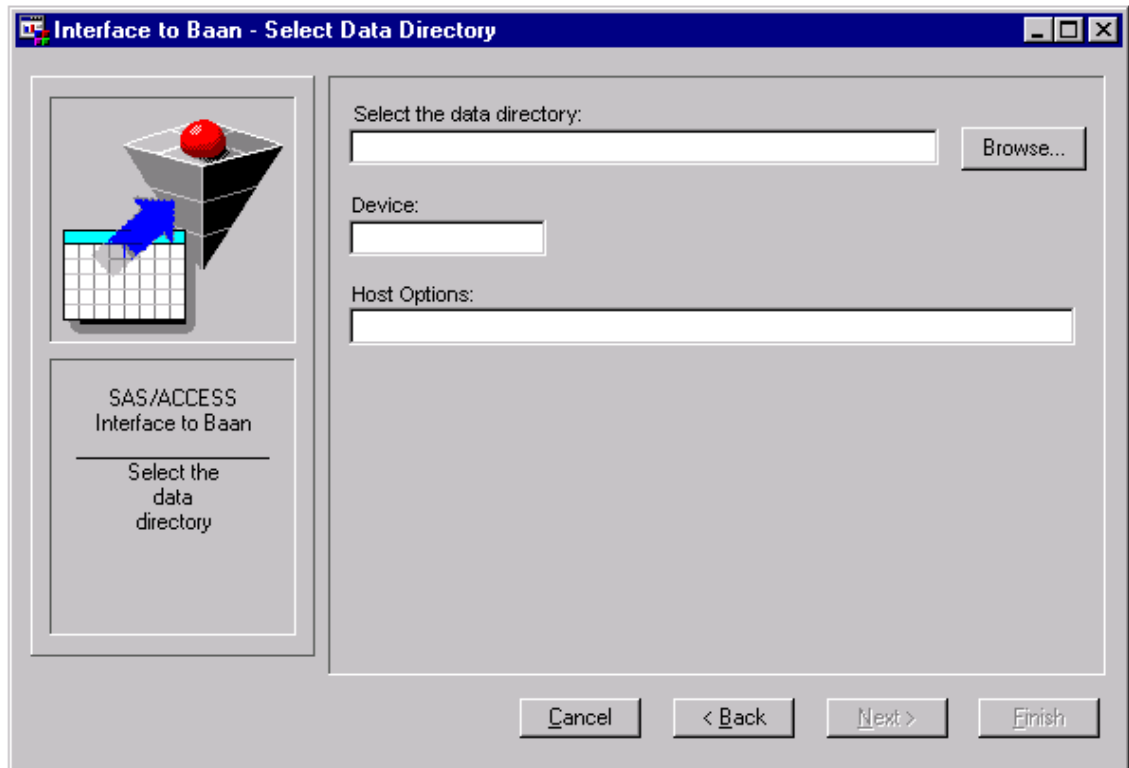 Interface to Baan - Select Data Directory
Select the data directory:
Browse...
Device:
Host Options:
SAS/ACCESS
Interface to Baan
Select the
data
directory
Cancel
< Back
Next >
Finish